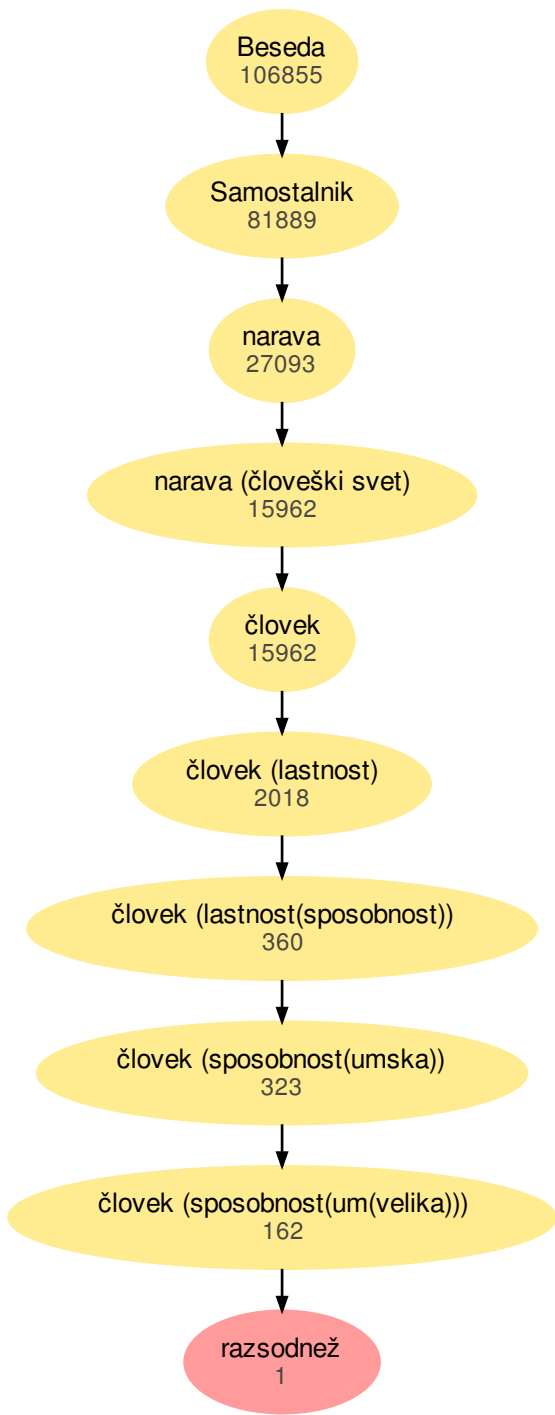 Beseda
106855
Samostalnik
81889
narava
27093
narava (človeški svet)
15962
človek
15962
človek (lastnost)
2018
človek (lastnost(sposobnost))
360
človek (sposobnost(umska))
323
človek (sposobnost(um(velika)))
162
razsodnež
1